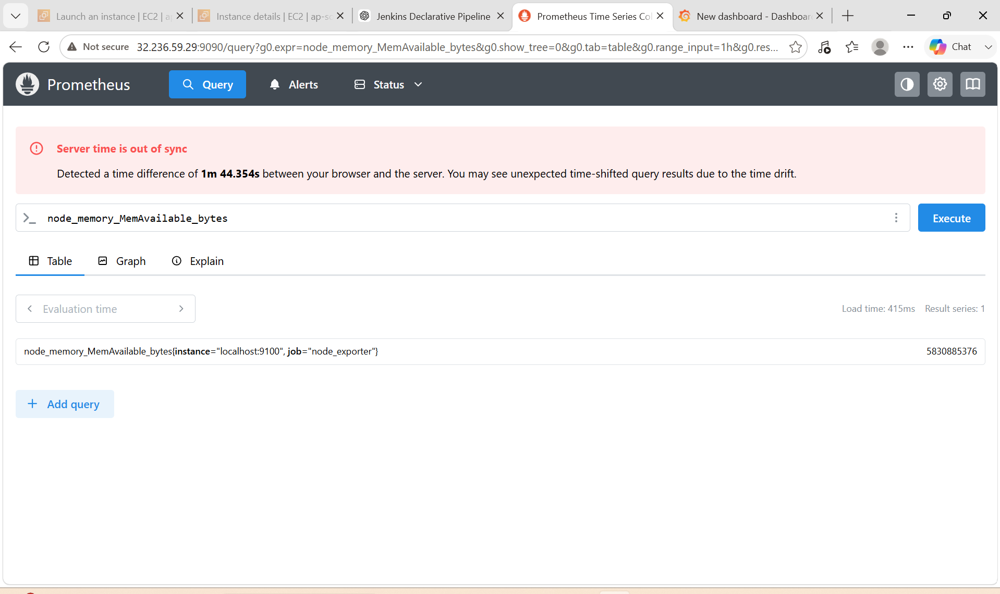 Launch an instance | EC2 | a
Instance details | EC2 | ap-so
Jenkins Declarative Pipeline
Prometheus Time Series Co
New dashboard - Dashboar
Not secure 32.236.59.29:9090/query?g0.expr=node_memory_MemAvailable_bytes&g0.show_tree=0&g0.tab=table&g0.range_input=1h&g0.res...
Chat
Prometheus
Query
Alerts
Status
Server time is out of sync
Detected a time difference of 1m 44.354s between your browser and the server. You may see unexpected time-shifted query results due to the time drift.
>_ node_memory_MemAvailable_bytes
Execute
Table
Graph
Explain
Evaluation time
Load time: 415ms Result series: 1
node_memory_MemAvailable_bytes{instance="localhost:9100", job="node_exporter"} 5830885376
+ Add query